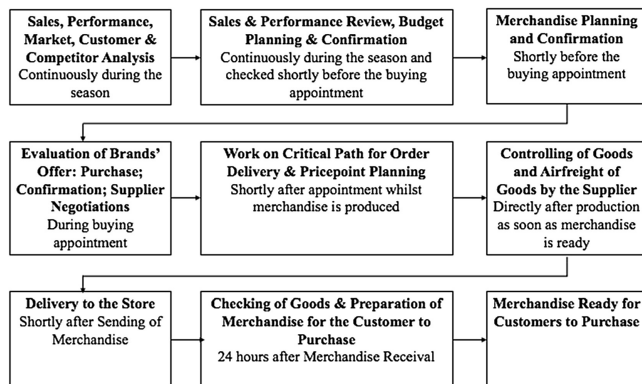 Sales, Performance,
Market, Customer &
Competitor Analysis
Continuously during the
season
Sales & Performance Review, Budget
Planning & Confirmation
Continuously during the season and
checked shortly before the buying
appointment
Merchandise Planning
and Confirmation
Shortly before the
buying appointment
Evaluation of Brands'
Offer: Purchase;
Confirmation; Supplier
Negotiations
During buying
appointment
Work on Critical Path for Order
Delivery & Pricepoint Planning
Shortly after appointment whilst
merchandise is produced
Controlling of Goods
and Airfreight of
Goods by the Supplier
Directly after production
as soon as merchandise
is ready
Delivery to the Store
Shortly after Sending of
Merchandise
Checking of Goods & Preparation of
Merchandise for the Customer to
Purchase
24 hours after Merchandise Receival
Merchandise Ready for
Customers to Purchase